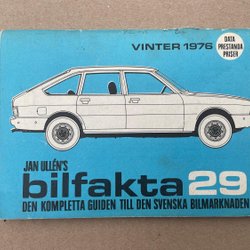 VINTER 1976
DATA
PRESTANDA
PRISER
JAN ULLÉN'S
bilfakta 29
DEN KOMPLETTA GUIDEN TILL DEN SVENSKA BILMARKNADEN